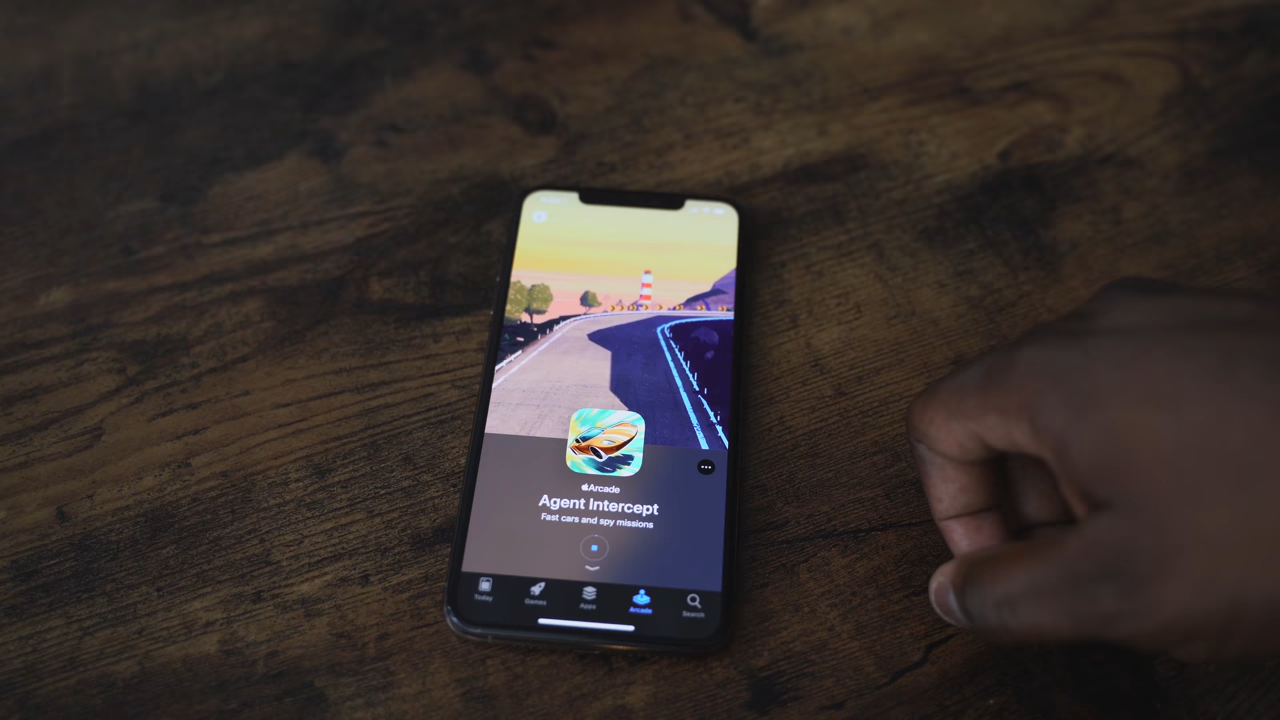 Arcade
Agent Intercept
Fast cars and spy missions
Today
Games
Apps
Arcade
Search